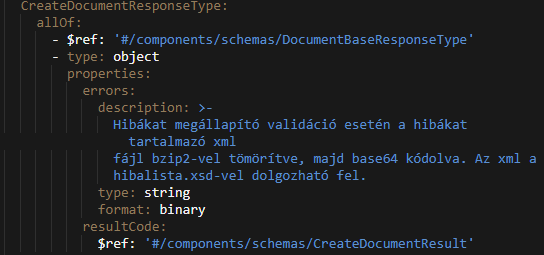 CreateDocumentResponseType:
allOf:
- $ref: '#/components/schemas/DocumentBaseResponseType'
- type: object
properties:
errors:
description: >-
Hibákat megállapító validáció esetén a hibákat
tartalmazó xml
fájl bzip2-vel tömörítve, majd base64 kódolva. Az xml a
hibalista.xsd-vel dolgozható fel.
type: string
format: binary
resultCode:
$ref: '#/components/schemas/CreateDocumentResult'